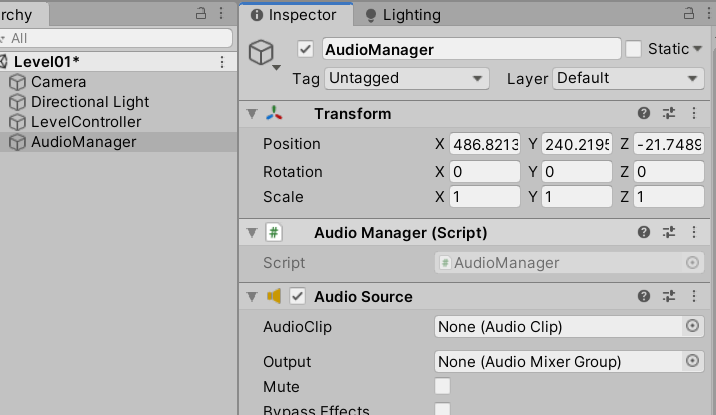 rchy
All
Level01*
Camera
Directional Light
LevelController
AudioManager
Inspector
Lighting
AudioManager
Static
Tag Untagged Layer Default
Transform
Position X 486.8213 Y 240.2195 Z -21.7489
Rotation X 0 Y 0 Z 0
Scale X 1 Y 1 Z 1
# Audio Manager (Script)
Script # AudioManager
Audio Source
AudioClip None (Audio Clip)
Output None (Audio Mixer Group)
Mute
Bypass Effects